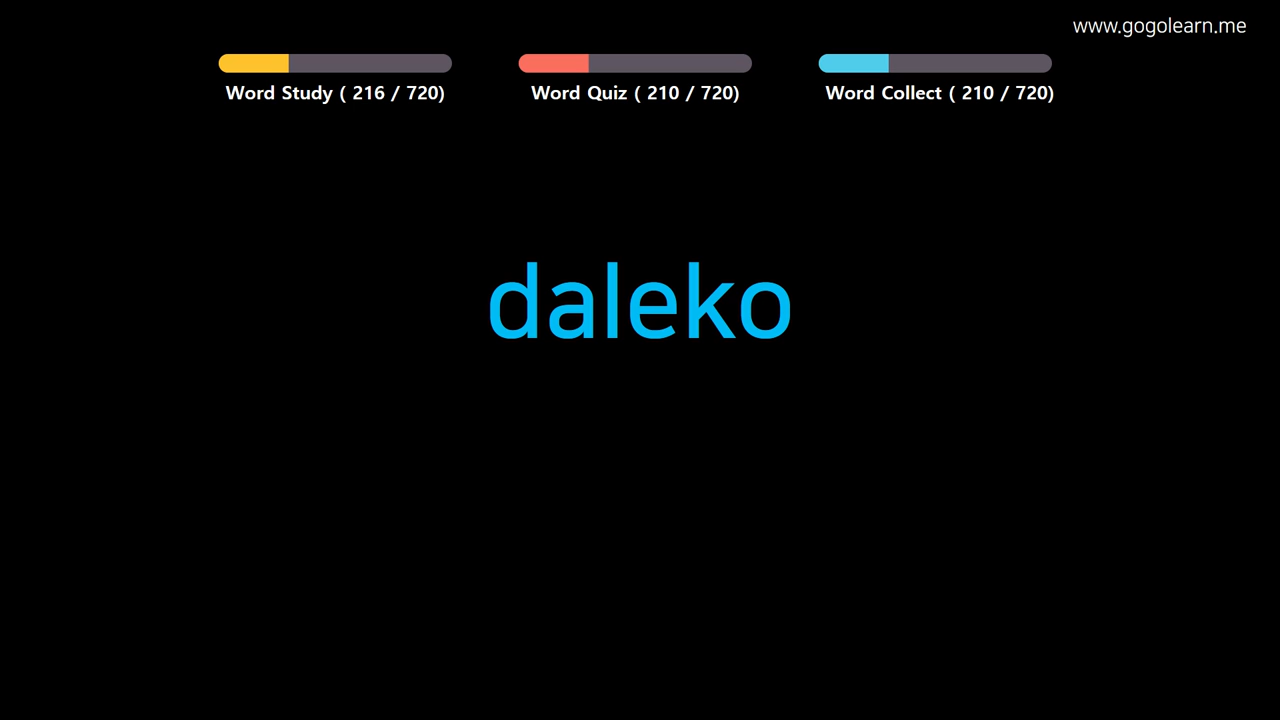 www.gogolearn.me
Word Study ( 216 / 720)
Word Quiz ( 210 / 720)
Word Collect ( 210 / 720)
daleko